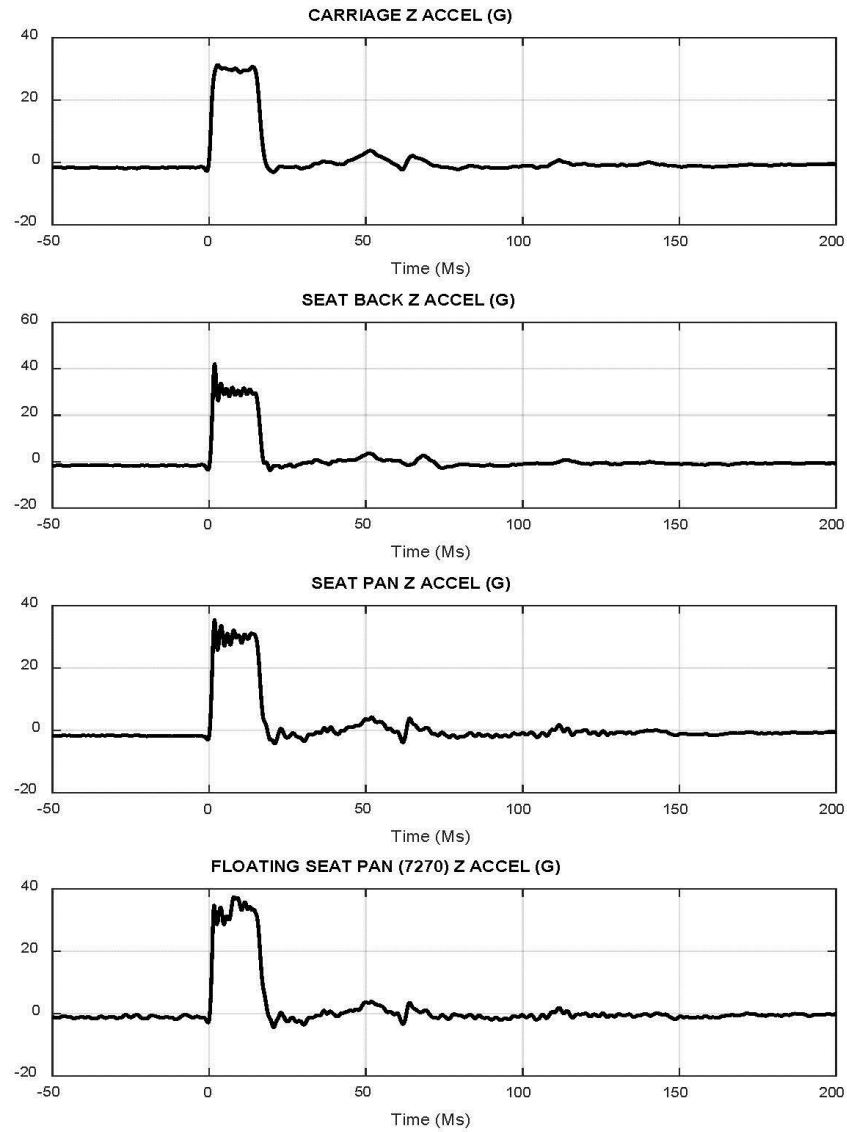 CARRIAGE Z ACCEL (G)
40
20
0
-20
-50 0 50 100 150 200
Time (Ms)
SEAT BACK Z ACCEL (G)
60
40
20
0
-20
-50 0 50 100 150 200
Time (Ms)
SEAT PAN Z ACCEL (G)
40
20
0
-20
-50 0 50 100 150 200
Time (Ms)
FLOATING SEAT PAN (7270) Z ACCEL (G)
40
20
0
-20
-50 0 50 100 150 200
Time (Ms)